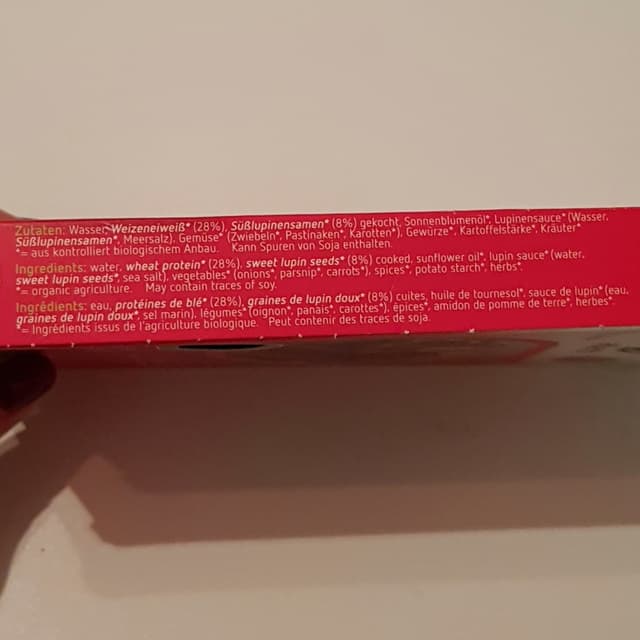 Zutaten: Wasser, Weizeneiweiß* (28%), Süßlupinensamen* (8%) gekocht, Sonnenblumenöl*, Lupinensauce* (Wasser,
Süßlupinensamen*, Meersalz), Gemüse* (Zwiebeln*, Pastinaken*, Karotten*), Gewürze*, Kartoffelstärke*, Kräuter*
*= aus kontrolliert biologischem Anbau. Kann Spuren von Soja enthalten.
Ingredients: water, wheat protein* (28%), sweet lupin seeds* (8%) cooked, sunflower oil*, lupin sauce* (water,
sweet lupin seeds*, sea salt), vegetables* (onions*, parsnip*, carrots*), spices*, potato starch*, herbs*.
*= organic agriculture. May contain traces of soy.
Ingrédients: eau, protéines de blé* (28%), graines de lupin doux* (8%) cuites, huile de tournesol*, sauce de lupin* (eau,
graines de lupin doux*, sel marin), légumes* (oignon*, panais*, carottes*), épices*, amidon de pomme de terre*, herbes*.
*= Ingrédients issus de l'agriculture biologique. Peut contenir des traces de soja.